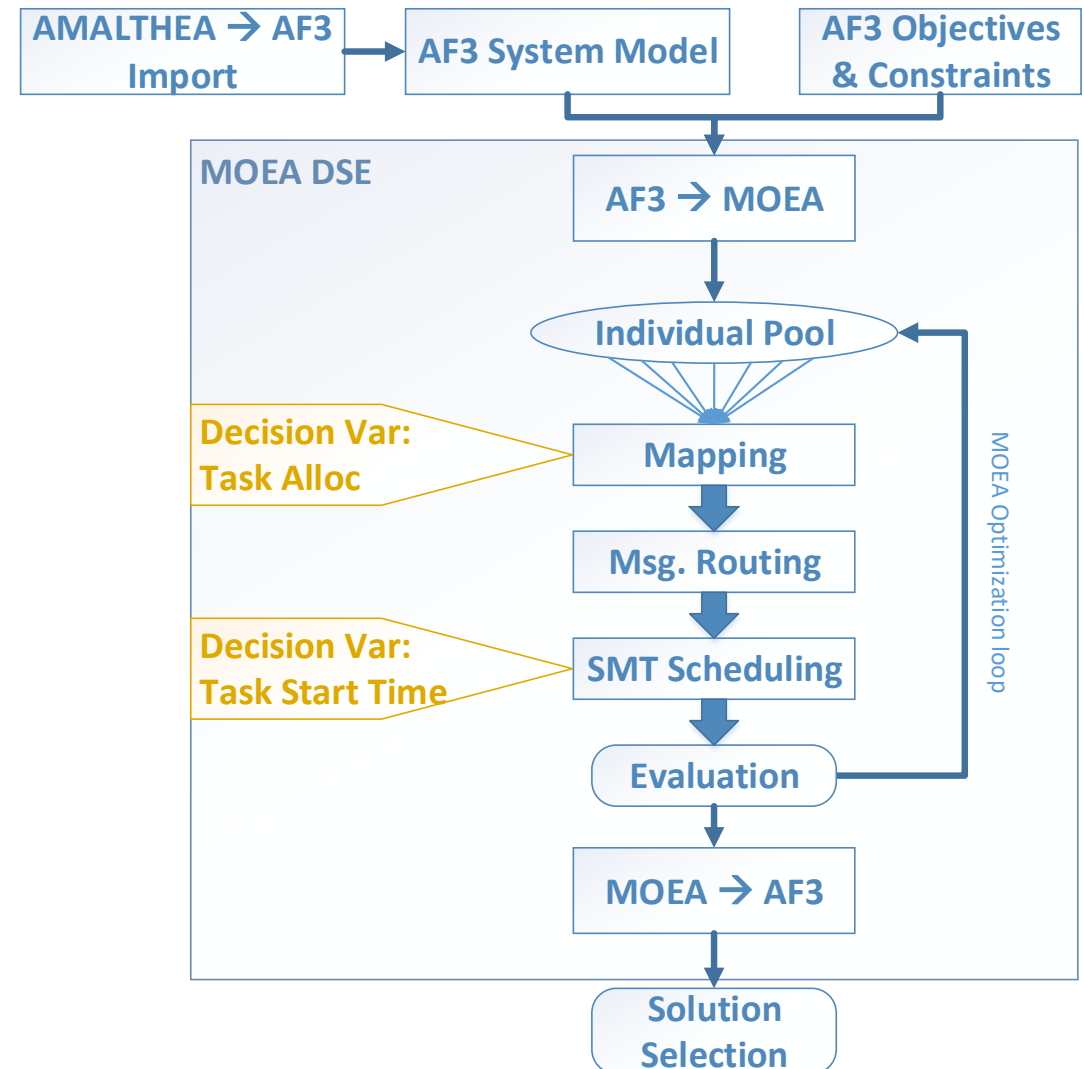 AMALTHEA → AF3
Import
AF3 System Model
AF3 Objectives
& Constraints
MOEA DSE
AF3 → MOEA
Individual Pool
Decision Var:
Task Alloc
Mapping
Msg. Routing
MOEA Optimization loop
Decision Var:
Task Start Time
SMT Scheduling
Evaluation
MOEA → AF3
Solution
Selection